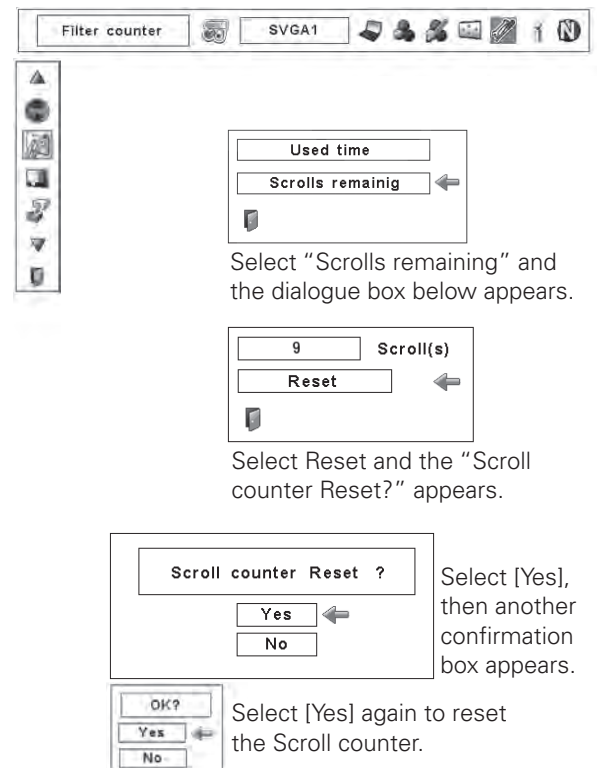 Filter counter
SVGA1
Used time
Scrolls remainig
Select “Scrolls remaining” and
the dialogue box below appears.
9 Scroll(s)
Reset
Select Reset and the “Scroll
counter Reset?” appears.
Scroll counter Reset ?
Yes
No
Select [Yes],
then another
confirmation
box appears.
OK?
Yes
No
Select [Yes] again to reset
the Scroll counter.